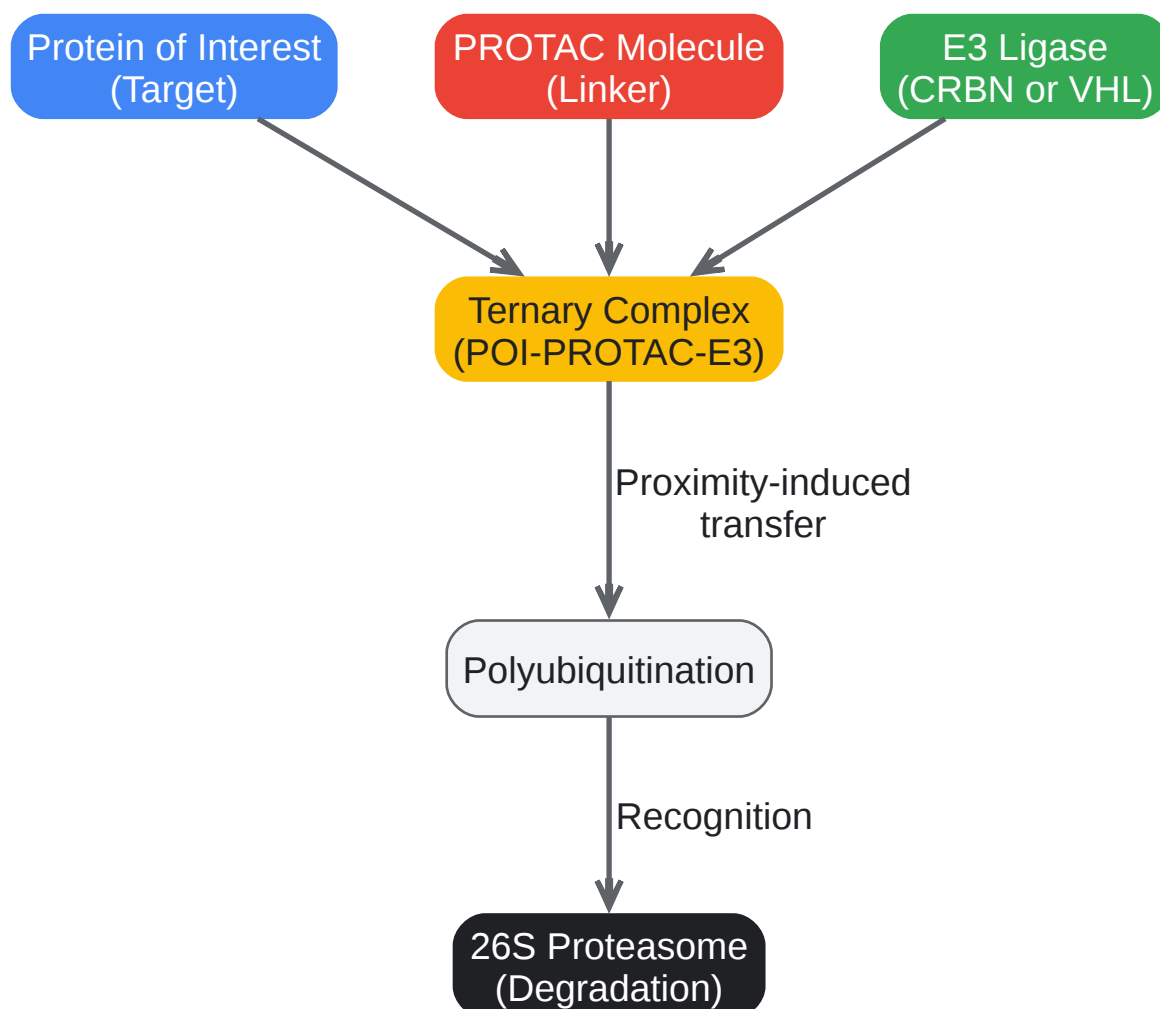 Protein of Interest
(Target)
PROTAC Molecule
(Linker)
E3 Ligase
(CRBN or VHL)
Ternary Complex
(POI-PROTAC-E3)
Proximity-induced
transfer
Polyubiquitination
Recognition
26S Proteasome
(Degradation)